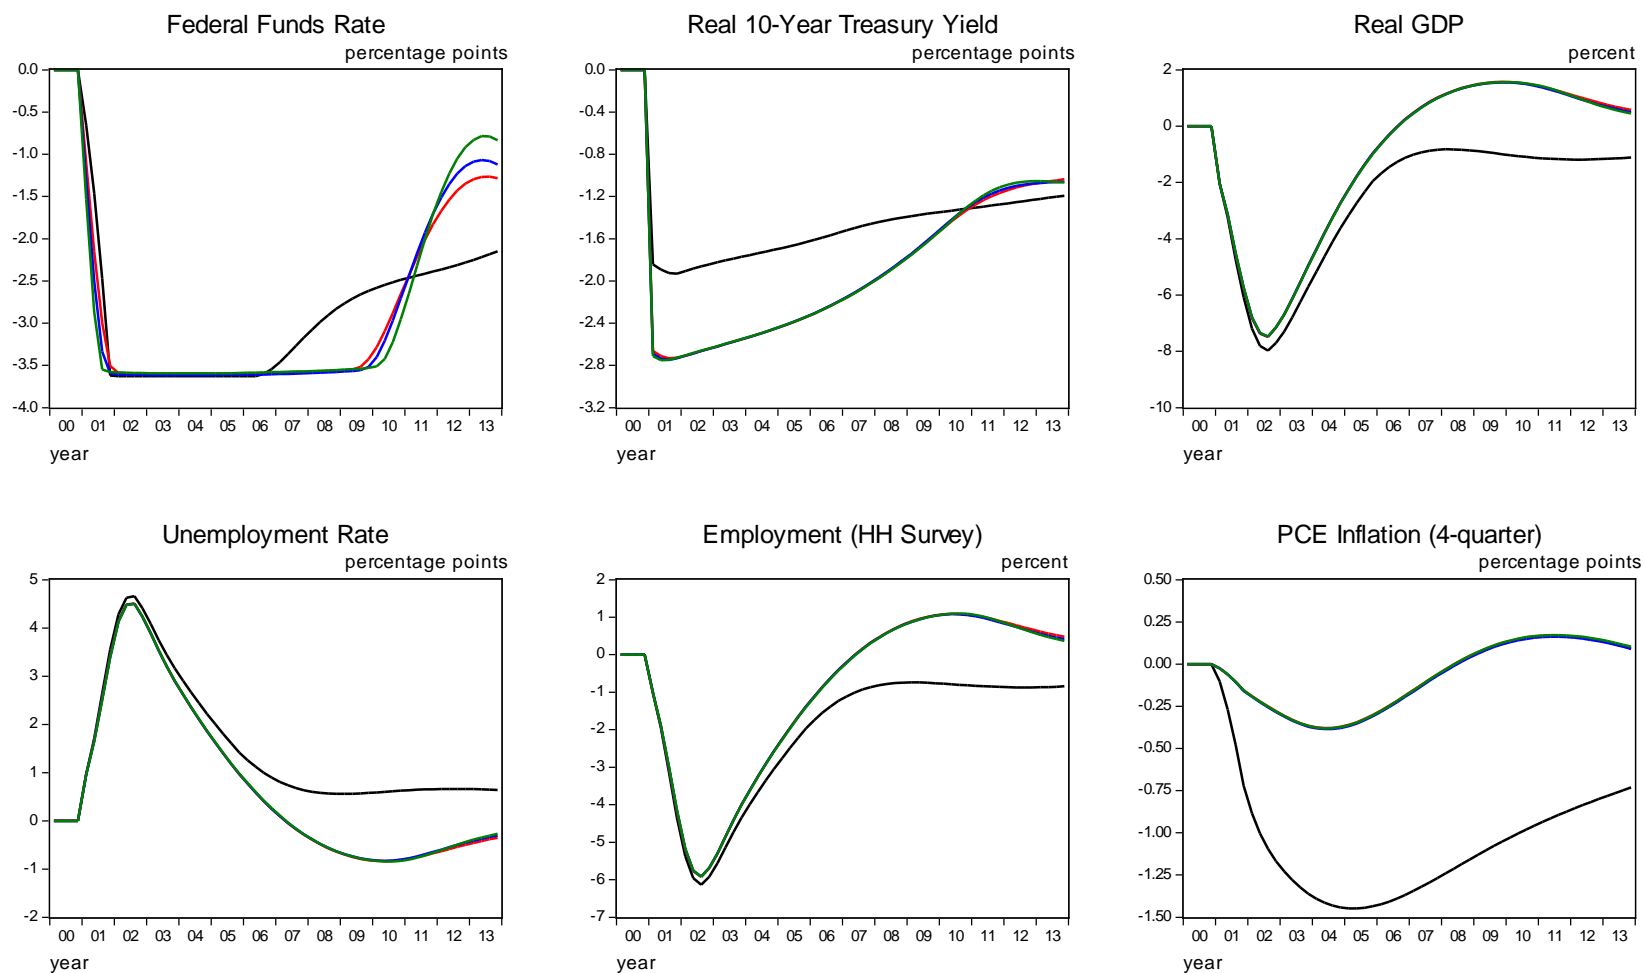 Federal Funds Rate
percentage points
0.0
-0.5
-1.0
-1.5
-2.0
-2.5
-3.0
-3.5
-4.0
00 01 02 03 04 05 06 07 08 09 10 11 12 13
year
Real 10-Year Treasury Yield
percentage points
0.0
-0.4
-0.8
-1.2
-1.6
-2.0
-2.4
-2.8
-3.2
00 01 02 03 04 05 06 07 08 09 10 11 12 13
year
Real GDP
percent
2
0
-2
-4
-6
-8
-10
00 01 02 03 04 05 06 07 08 09 10 11 12 13
year
Unemployment Rate
percentage points
5
4
3
2
1
0
-1
-2
00 01 02 03 04 05 06 07 08 09 10 11 12 13
year
Employment (HH Survey)
percent
2
1
0
-1
-2
-3
-4
-5
-6
-7
00 01 02 03 04 05 06 07 08 09 10 11 12 13
year
PCE Inflation (4-quarter)
percentage points
0.50
0.25
0.00
-0.25
-0.50
-0.75
-1.00
-1.25
-1.50
00 01 02 03 04 05 06 07 08 09 10 11 12 13
year